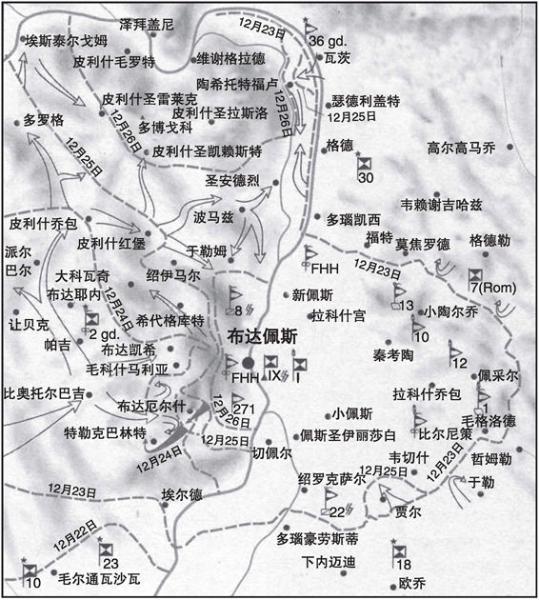 泽拜盖尼
12月23日
埃斯泰尔戈姆
36 gd.
皮利什毛罗特
维谢格拉德
瓦茨
陶希托特福卢
皮利什圣雷莱克
瑟德利盖特
12月25日
多罗格
皮利什圣拉斯洛
多博戈科
12月26日
12月26日
格德
高尔高马乔
皮利什圣凯赖斯特
30
12月25日
圣安德烈
韦赖谢吉哈兹
波马兹
多瑙凯西
皮利什乔包
皮利什红堡
福特
莫焦罗德
格德勒
派尔
巴尔
于勒姆
FHH
12月23日
大科瓦奇
绍伊马尔
7(Rom)
布达耶内
12月24日
新佩斯
13
小陶尔乔
让贝克
希代格库特
8
拉科什宫
2 gd.
10
帕吉
布达佩斯
布达凯希
秦考陶
12
毛科什马利亚
FHH
IX
I
佩采尔
比奥托尔巴吉
拉科什乔包
1
布达厄尔什
271
12月26日
小佩斯
毛格洛德
特勒克巴林特
12月25日
佩斯圣伊丽莎白
比尔尼策
12月24日
切佩尔
韦切什
哲姆勒
12月25日
12月23日
12月23日
绍罗克萨尔
于勒
埃尔德
22
贾尔
12月22日
多瑙豪劳斯蒂
23
下内迈迪
18
10
毛尔通瓦沙瓦
欧乔